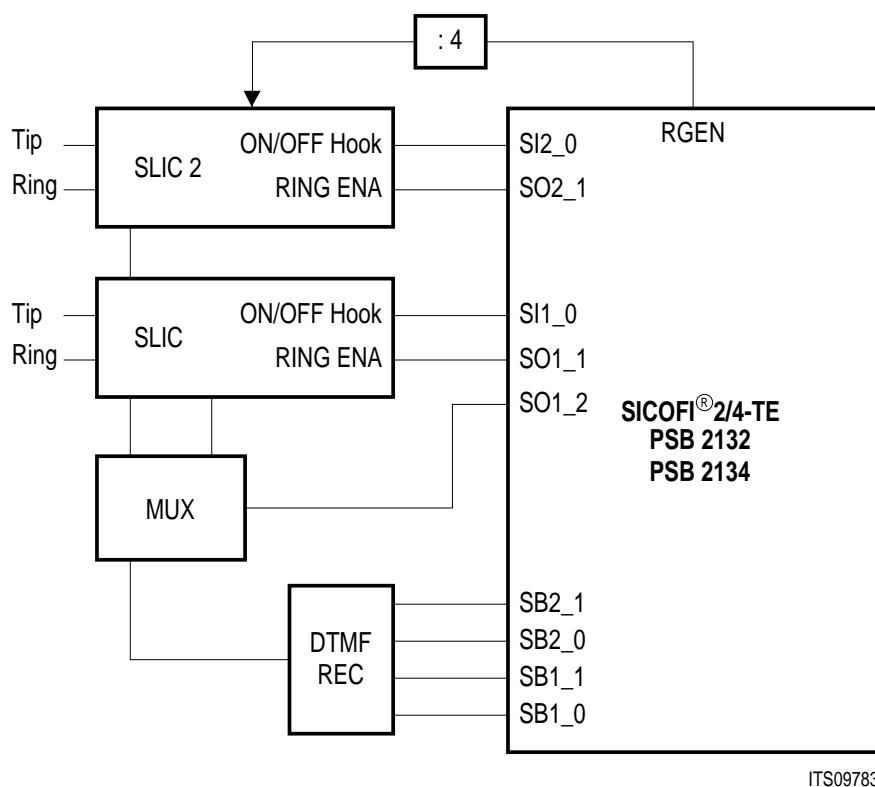 : 4
RGEN
Tip
Ring
SLIC 2
ON/OFF Hook
RING ENA
SI2_0
SO2_1
Tip
Ring
SLIC
ON/OFF Hook
RING ENA
SI1_0
SO1_1
SO1_2
SICOFI®2/4-TE
PSB 2132
PSB 2134
MUX
DTMF
REC
SB2_1
SB2_0
SB1_1
SB1_0
ITS09783